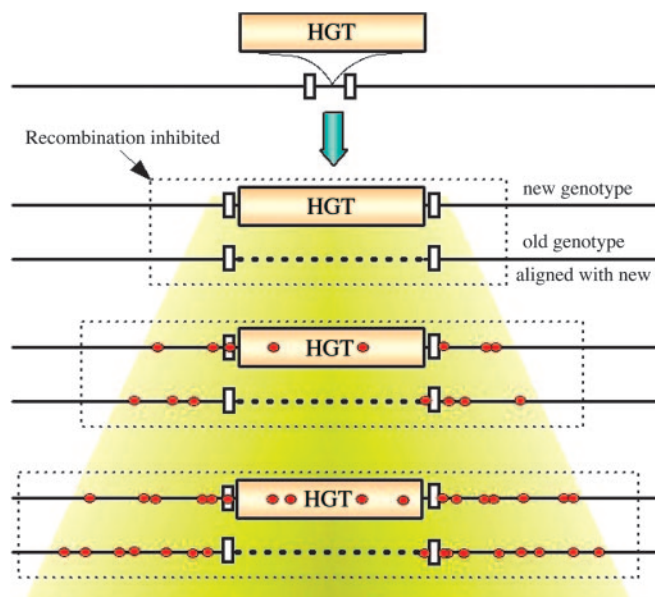 HGT
Recombination inhibited
HGT
new genotype
old genotype
aligned with new
HGT
HGT